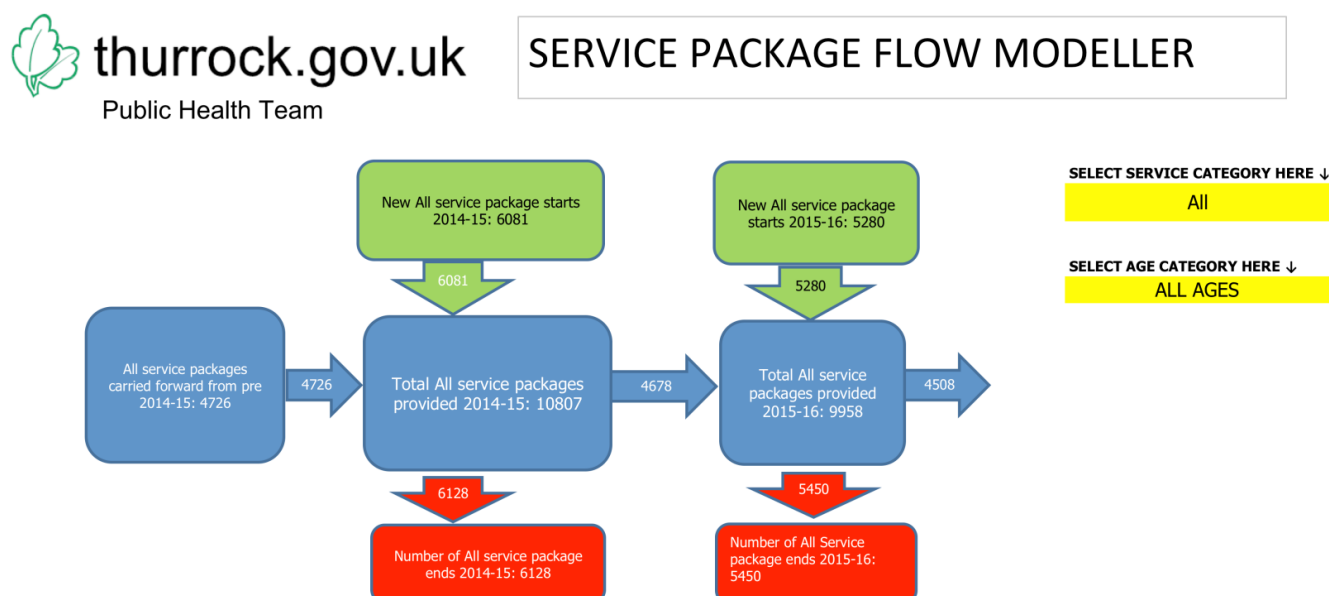 thurrock.gov.uk
Public Health Team
SERVICE PACKAGE FLOW MODELLER
SELECT SERVICE CATEGORY HERE ↓
All
SELECT AGE CATEGORY HERE ↓
ALL AGES
New All service package starts
2014-15: 6081
6081
New All service package
starts 2015-16: 5280
5280
All service packages
carried forward from pre
2014-15: 4726
4726
Total All service packages
provided 2014-15: 10807
4678
Total All service
packages provided
2015-16: 9958
4508
6128
Number of All service package
ends 2014-15: 6128
5450
Number of All Service
package ends 2015-16:
5450